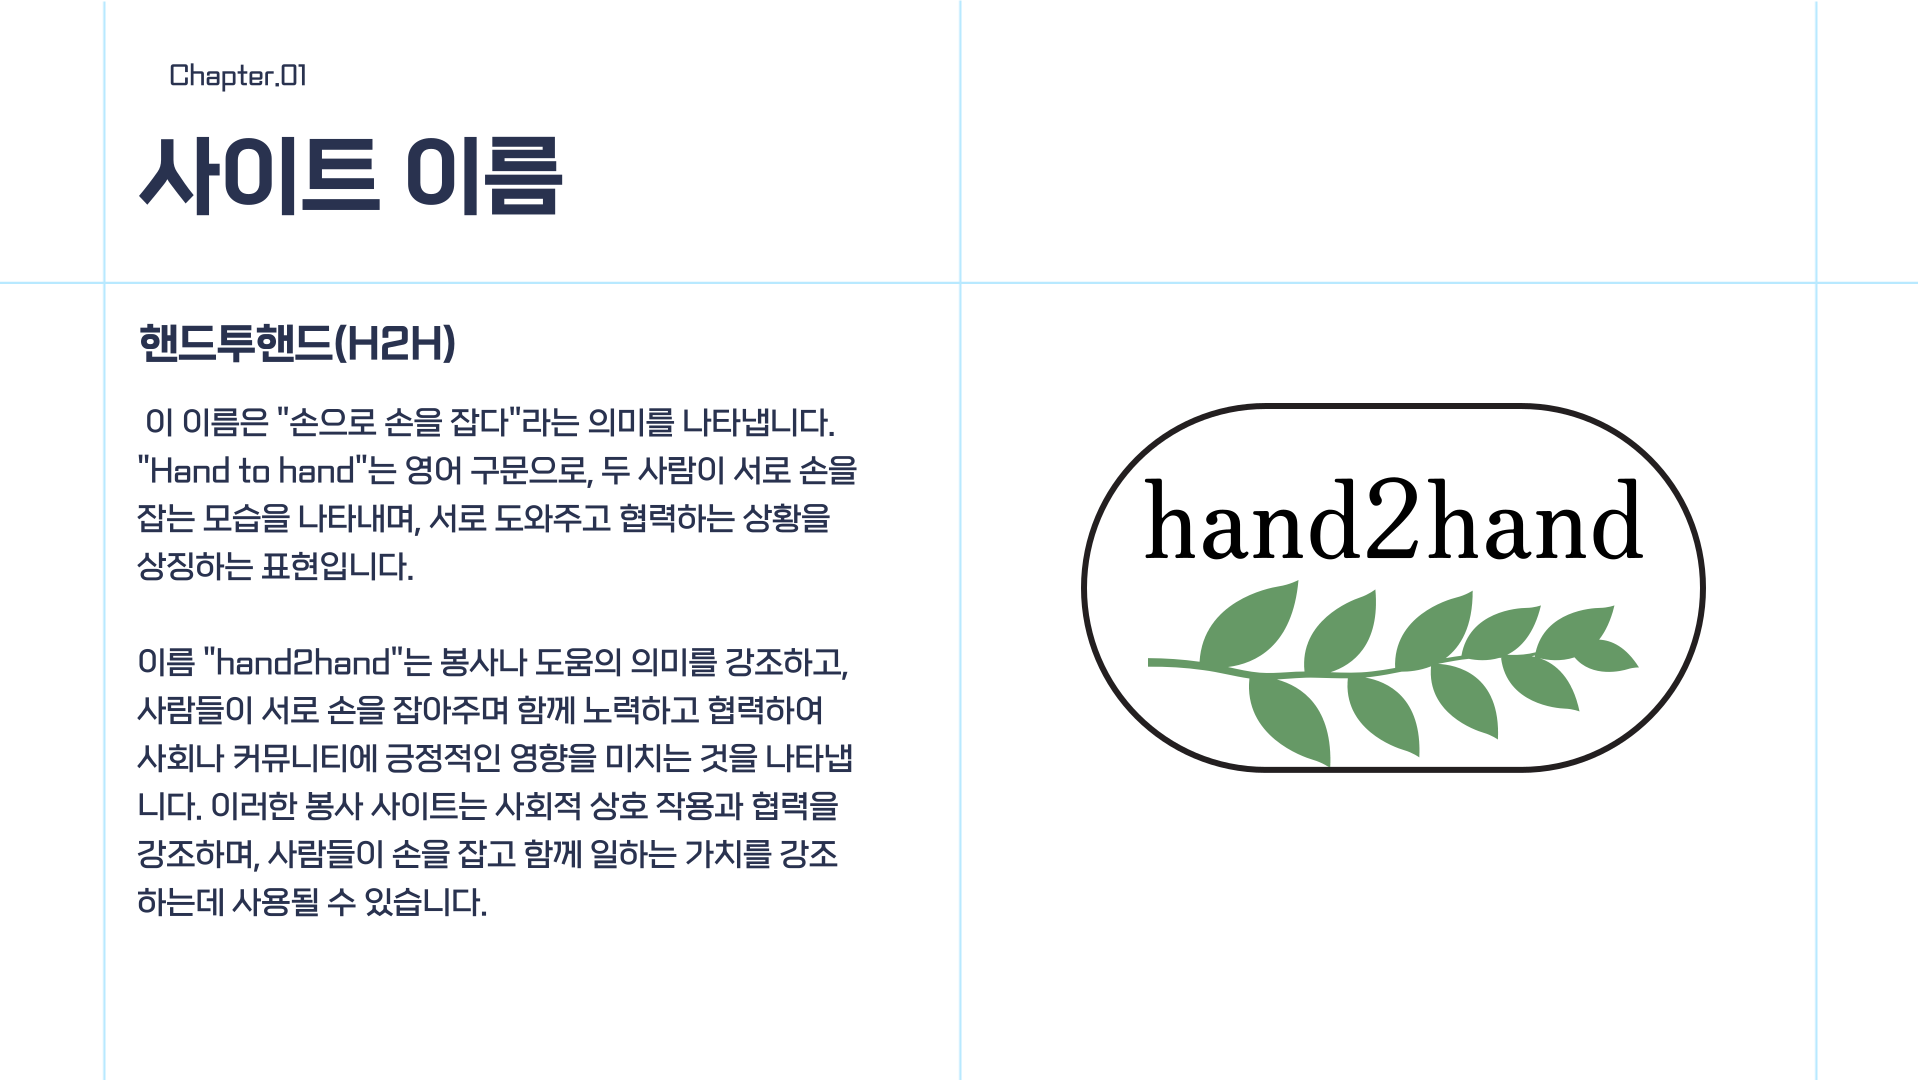 Chapter.01
사이트 이름
핸드투핸드(H2H)
이 이름은 "손으로 손을 잡다"라는 의미를 나타냅니다.
"Hand to hand"는 영어 구문으로, 두 사람이 서로 손을
잡는 모습을 나타내며, 서로 도와주고 협력하는 상황을
상징하는 표현입니다.
이름 "hand2hand"는 봉사나 도움의 의미를 강조하고,
사람들이 서로 손을 잡아주며 함께 노력하고 협력하여
사회나 커뮤니티에 긍정적인 영향을 미치는 것을 나타냅
니다. 이러한 봉사 사이트는 사회적 상호 작용과 협력을
강조하며, 사람들이 손을 잡고 함께 일하는 가치를 강조
하는데 사용될 수 있습니다.
hand2hand